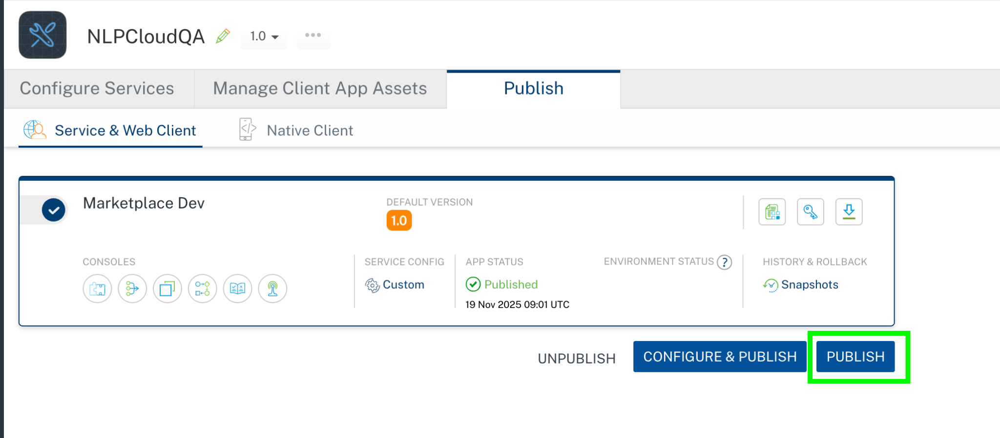 NLPCloudQA
1.0
Configure Services
Manage Client App Assets
Publish
Service & Web Client
Native Client
Marketplace Dev
DEFAULT VERSION
1.0
CONSOLES
SERVICE CONFIG
Custom
APP STATUS
Published
19 Nov 2025 09:01 UTC
ENVIRONMENT STATUS ?
HISTORY & ROLLBACK
Snapshots
UNPUBLISH
CONFIGURE & PUBLISH
PUBLISH